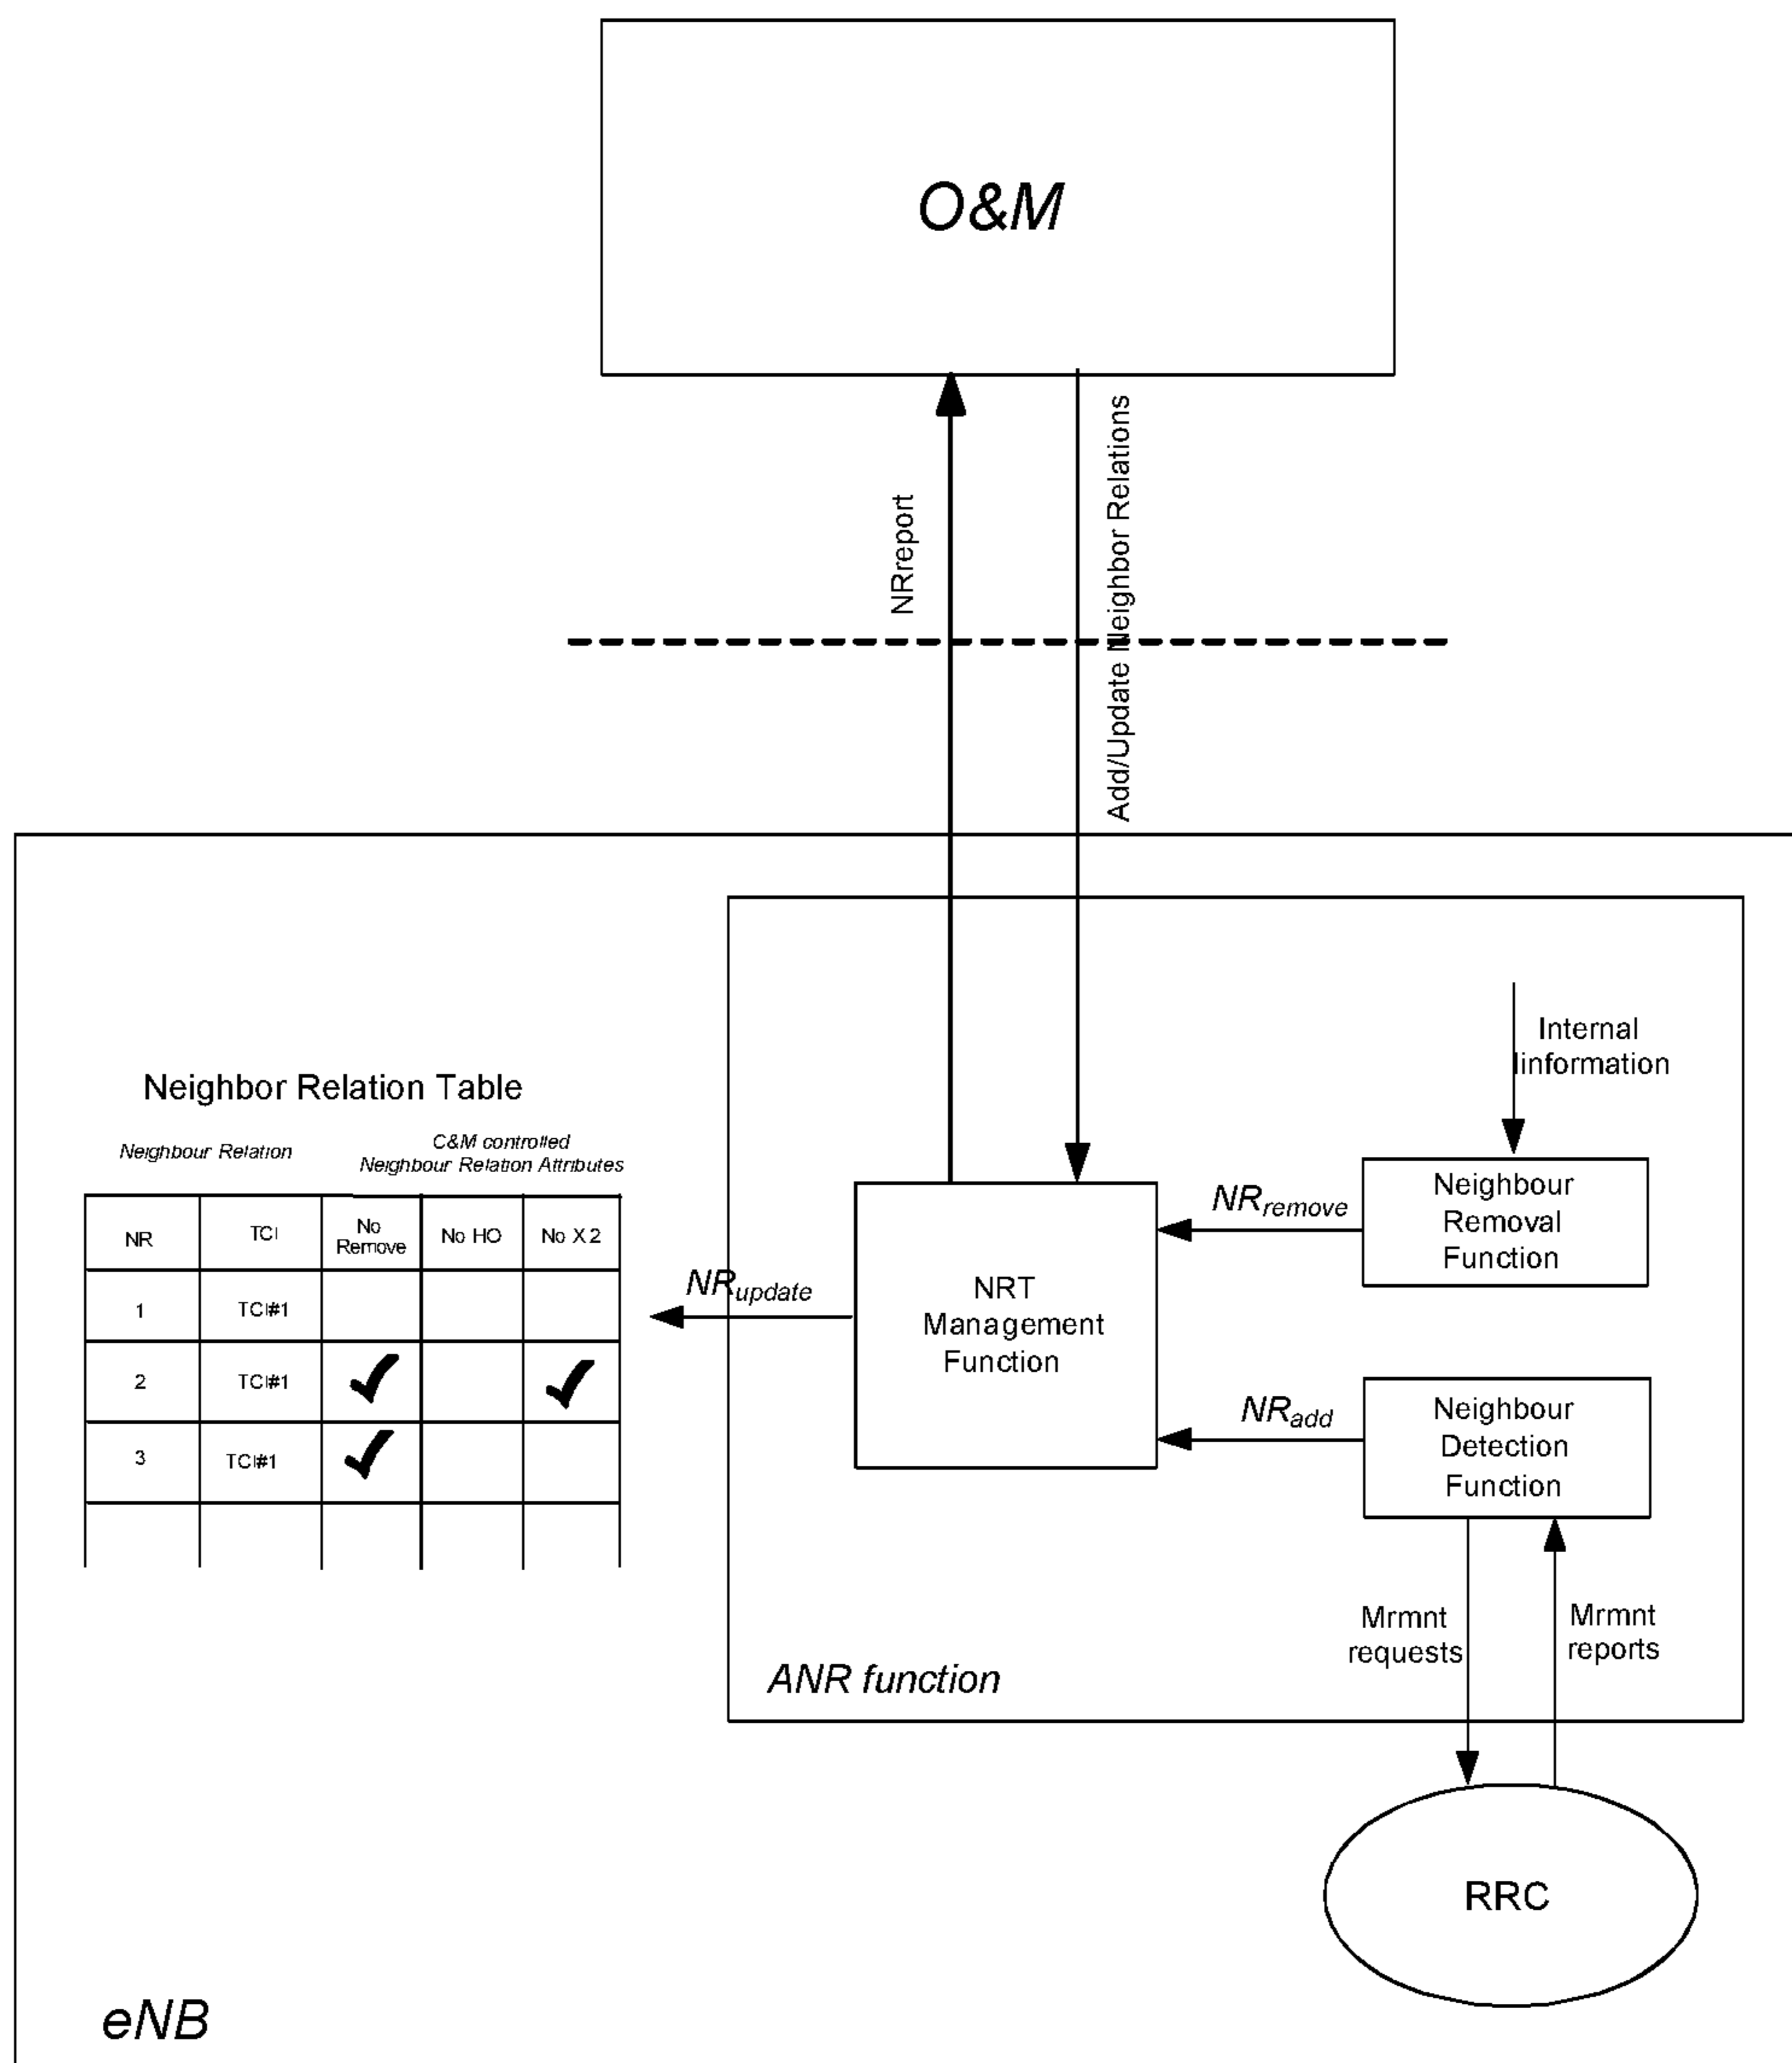 O&M
NRreport
Add/Update Neighbor Relations
Internal
Iinformation
Neighbor Relation Table
Neighbour Relation
C&M controlled
Neighbour Relation Attributes
NR
TCI
No
Remove
No HO
No X2
1
TCI#1
2
TCI#1
3
TCI#1
NRupdate
NRT
Management
Function
NRremove
Neighbour
Removal
Function
NRadd
Neighbour
Detection
Function
Mrmnt
requests
Mrmnt
reports
ANR function
RRC
eNB